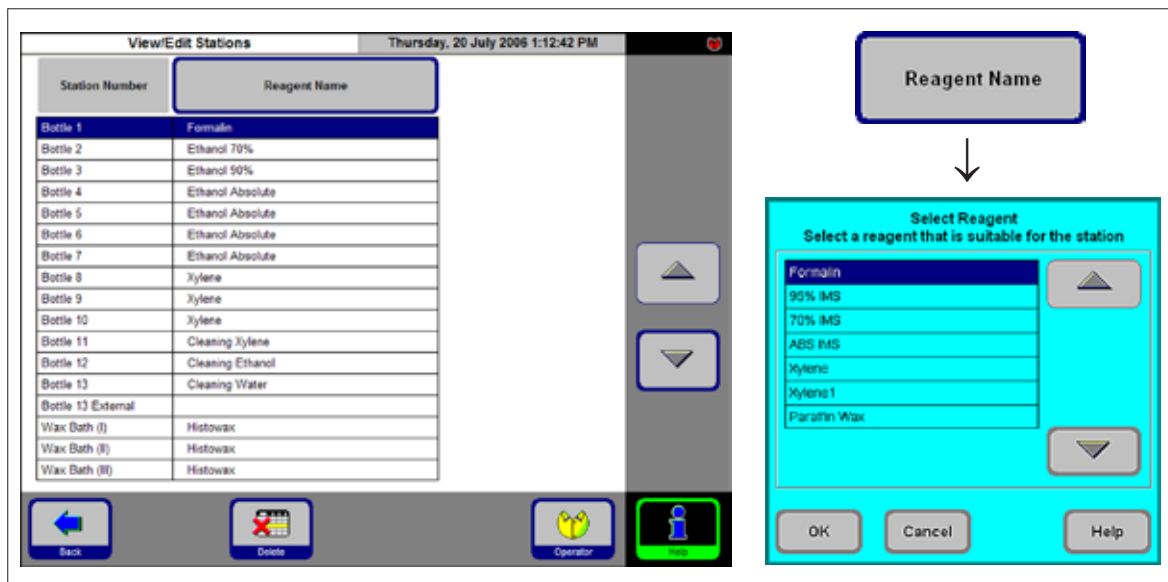 View/Edit Stations
Thursday, 20 July 2006 1:12:42 PM
Station Number
Reagent Name
Bottle 1 Formalin
Bottle 2 Ethanol 70%
Bottle 3 Ethanol 90%
Bottle 4 Ethanol Absolute
Bottle 5 Ethanol Absolute
Bottle 6 Ethanol Absolute
Bottle 7 Ethanol Absolute
Bottle 8 Xylene
Bottle 9 Xylene
Bottle 10 Xylene
Bottle 11 Cleaning Xylene
Bottle 12 Cleaning Ethanol
Bottle 13 Cleaning Water
Bottle 13 External
Wax Bath (I) Histowax
Wax Bath (II) Histowax
Wax Bath (III) Histowax
Back
Delete
Operator
Help
Reagent Name
↓
Select Reagent
Select a reagent that is suitable for the station
Formalin
95% IMS
70% IMS
ABS IMS
Xylene
Xylene1
Paraffin Wax
OK
Cancel
Help